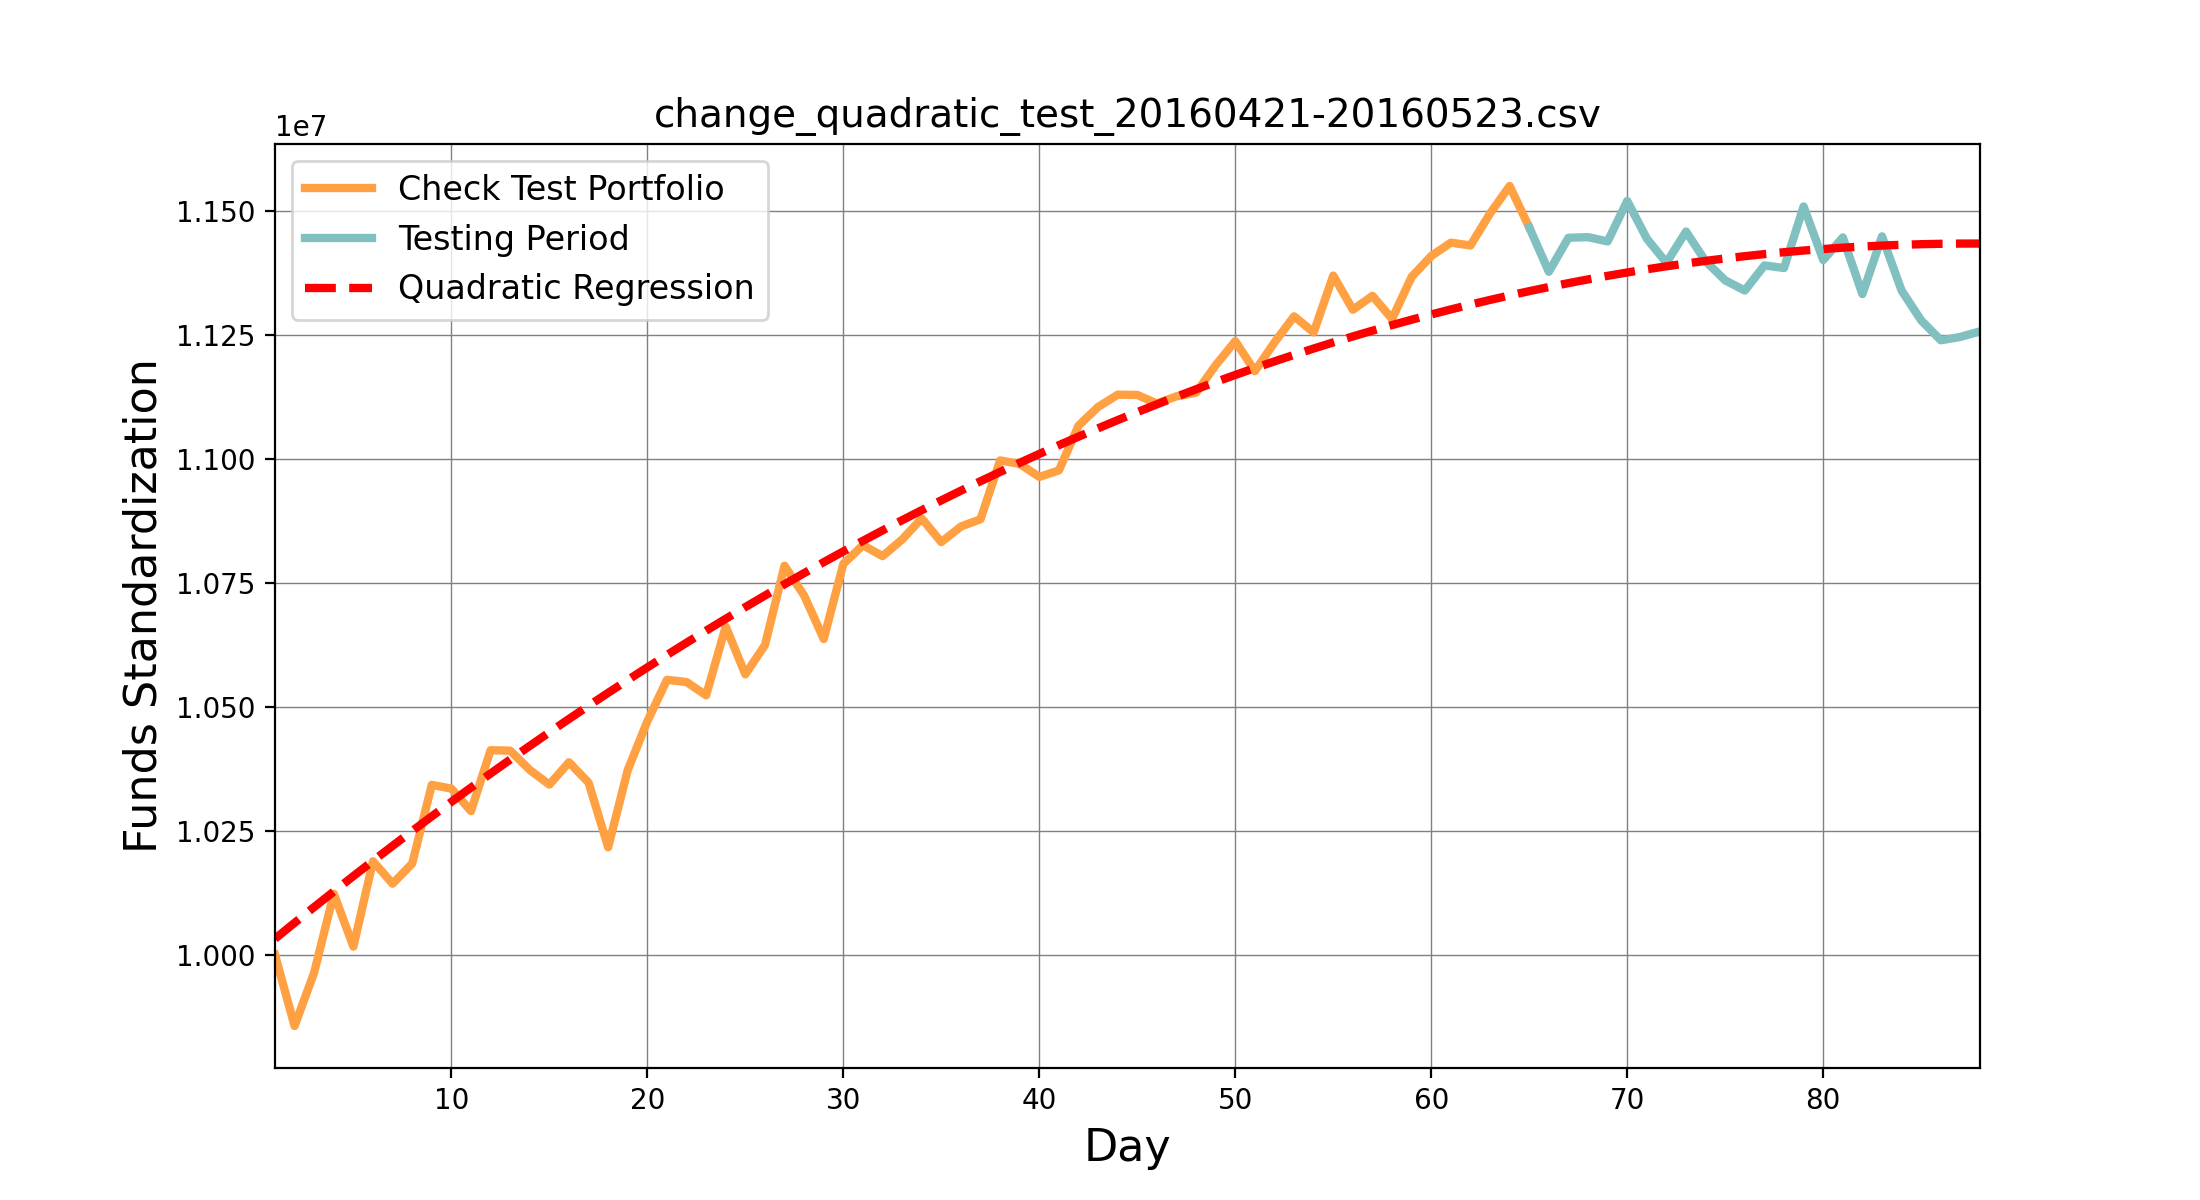 change_quadratic_test_20160421-20160523.csv
1e7
Check Test Portfolio
Testing Period
Quadratic Regression
1.150
1.125
1.100
1.075
1.050
1.025
1.000
Funds Standardization
10 20 30 40 50 60 70 80
Day